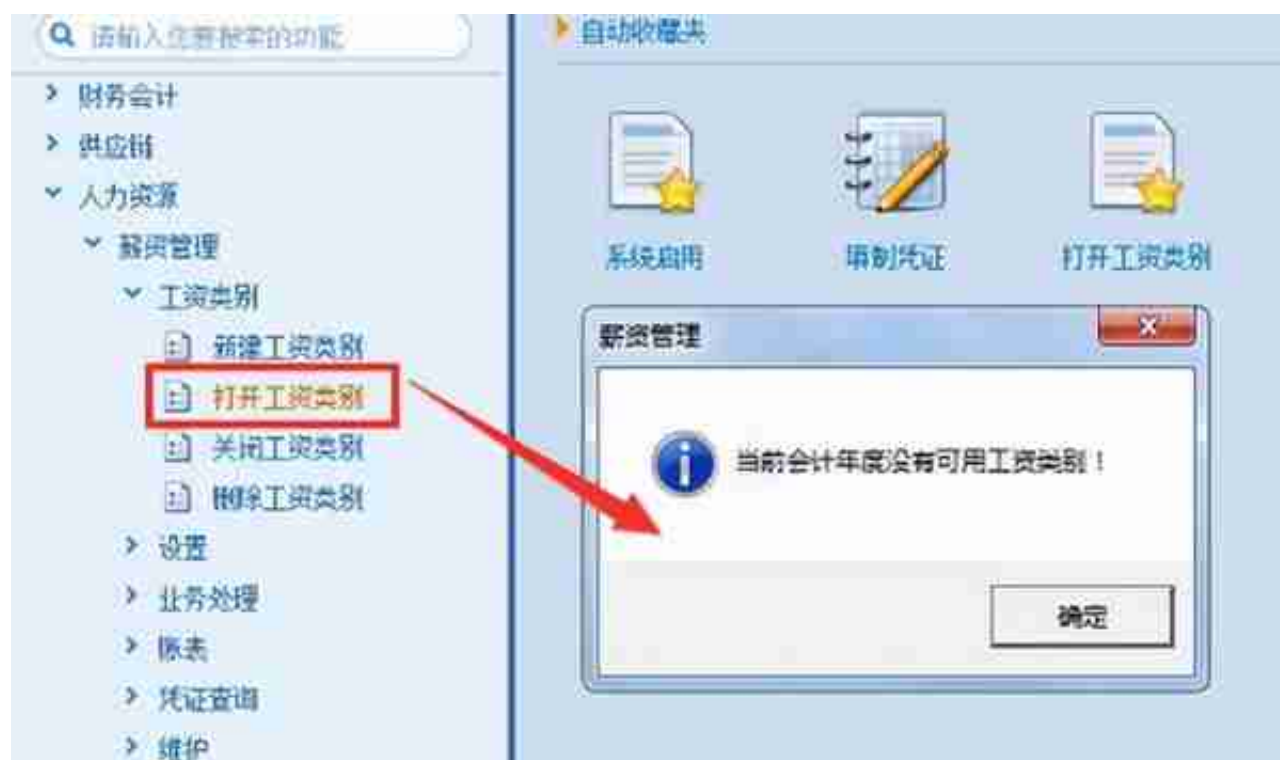 请输入您要搜索的功能
财务会计
供应链
人力资源
薪资管理
工资类别
新建工资类别
打开工资类别
关闭工资类别
删除工资类别
设置
业务处理
账表
凭证查询
维护
自动收藏夹
系统启用
填制凭证
打开工资类别
薪资管理
当前会计年度没有可用工资类别！
确定